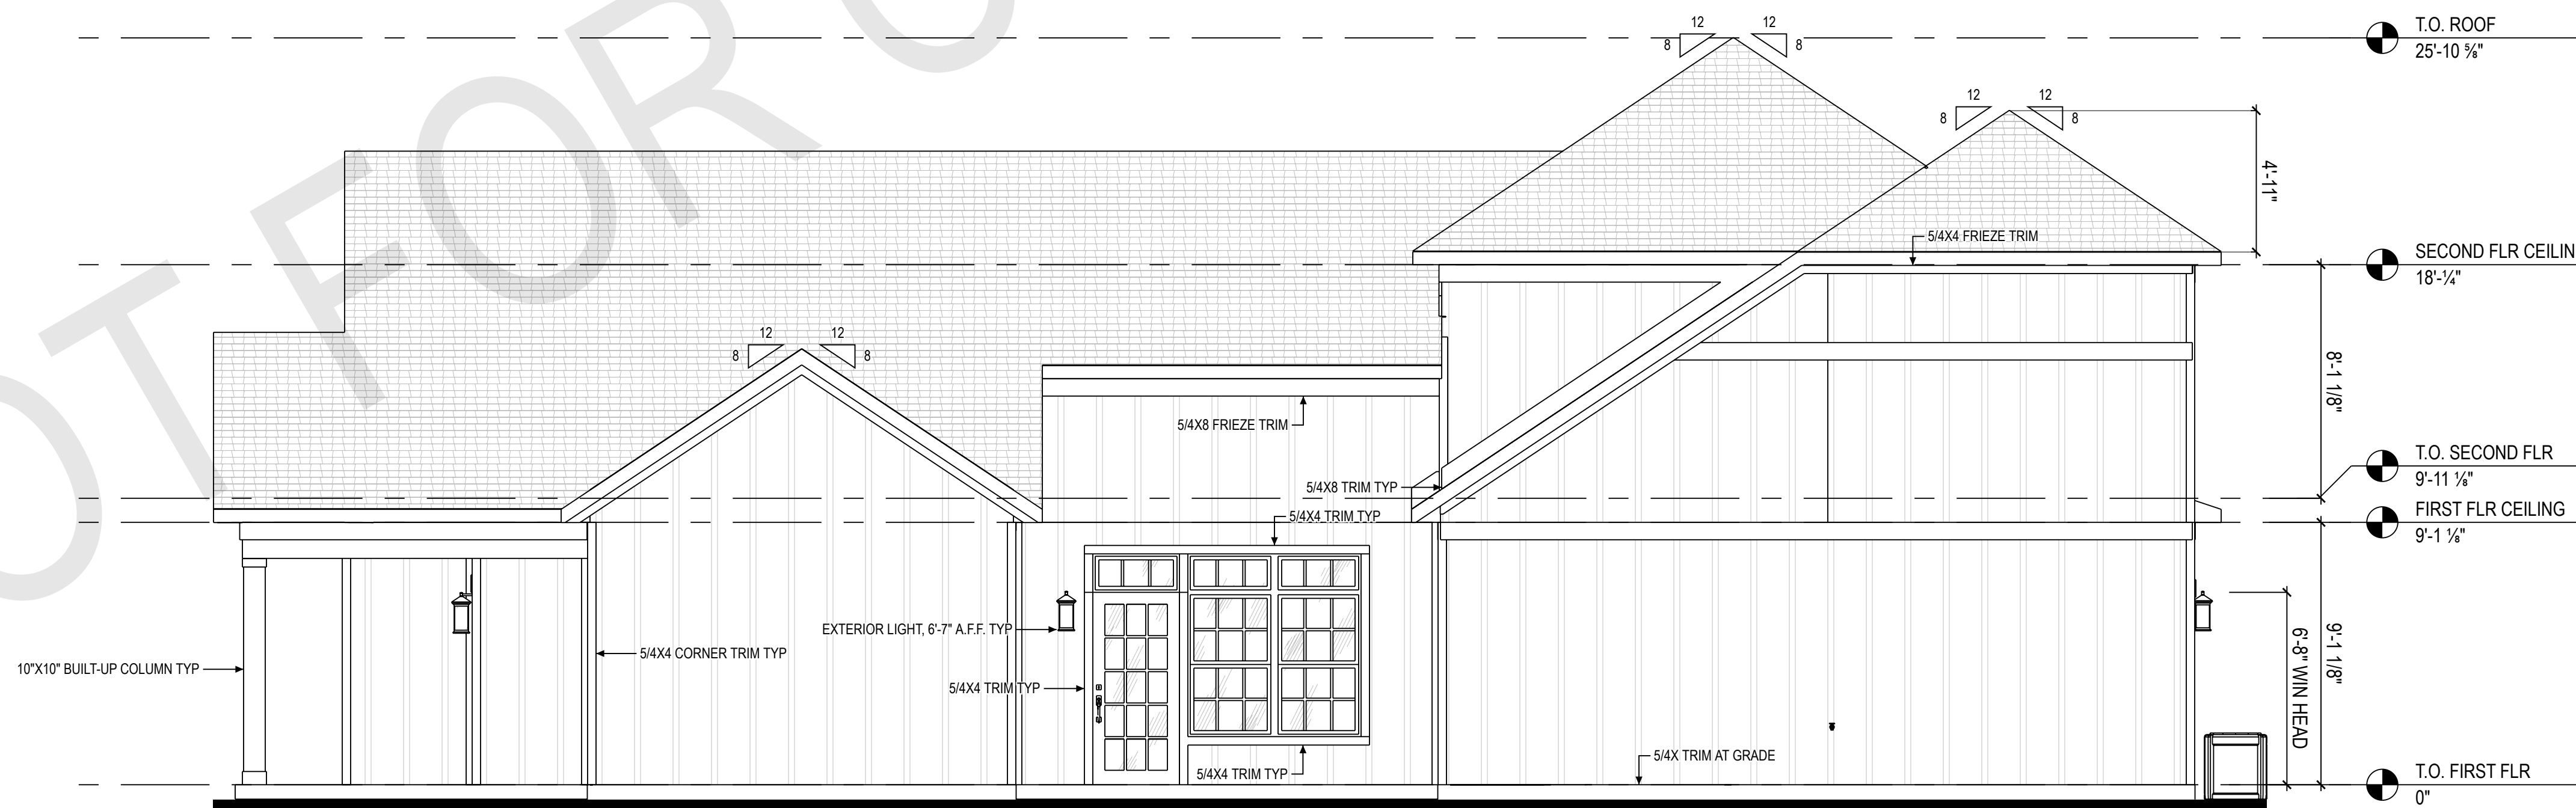 OT FOR
12 12
8 8
T.O. ROOF
25'-10 ⅝"
12 12
8 8
4'-11"
5/4X4 FRIEZE TRIM
SECOND FLR CEILIN
18'-¼"
12 12
8 8
8'-1 1/8"
5/4X8 FRIEZE TRIM
T.O. SECOND FLR
9'-11 ⅛"
5/4X8 TRIM TYP
5/4X4 TRIM TYP
FIRST FLR CEILING
9'-1 ⅛"
EXTERIOR LIGHT, 6'-7" A.F.F. TYP
5/4X4 CORNER TRIM TYP
10"X10" BUILT-UP COLUMN TYP
5/4X4 TRIM TYP
6'-8" WIN HEAD
9'-1 1/8"
5/4X TRIM AT GRADE
5/4X4 TRIM TYP
T.O. FIRST FLR
0"